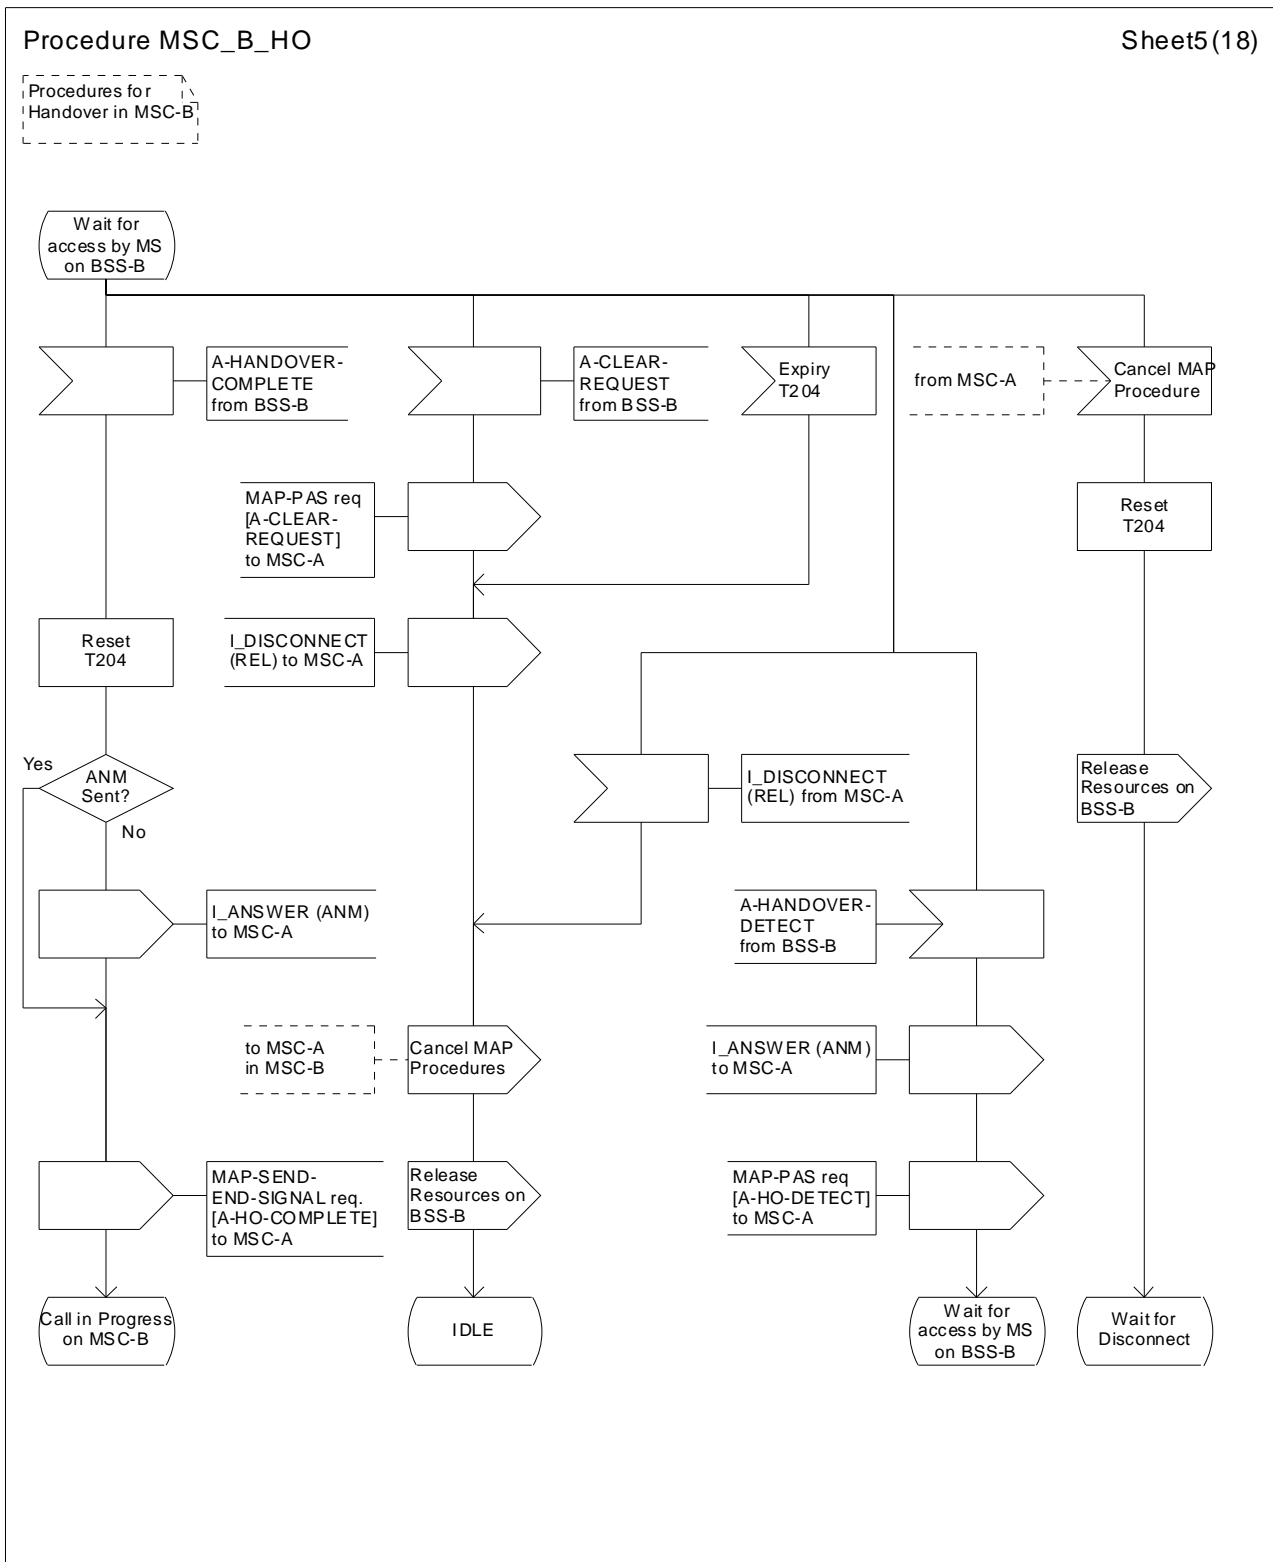 Procedure MSC_B_HO
Sheet5(18)
Procedures for
Handover in MSC-B
Wait for
access by MS
on BSS-B
A-HANDOVER-
COMPLETE
from BSS-B
A-CLEAR-
REQUEST
from BSS-B
Expiry
T204
from MSC-A
Cancel MAP
Procedure
MAP-PAS req
[A-CLEAR-
REQUEST]
to MSC-A
Reset
T204
Reset
T204
I_DISCONNECT
(REL) to MSC-A
Yes
ANM
Sent?
No
I_DISCONNECT
(REL) from MSC-A
Release
Resources on
BSS-B
I_ANSWER (ANM)
to MSC-A
A-HANDOVER-
DETECT
from BSS-B
to MSC-A
in MSC-B
Cancel MAP
Procedures
I_ANSWER (ANM)
to MSC-A
MAP-SEND-
END-SIGNAL req.
[A-HO-COMPLETE]
to MSC-A
Release
Resources on
BSS-B
MAP-PAS req
[A-HO-DETECT]
to MSC-A
Call in Progress
on MSC-B
IDLE
Wait for
access by MS
on BSS-B
Wait for
Disconnect